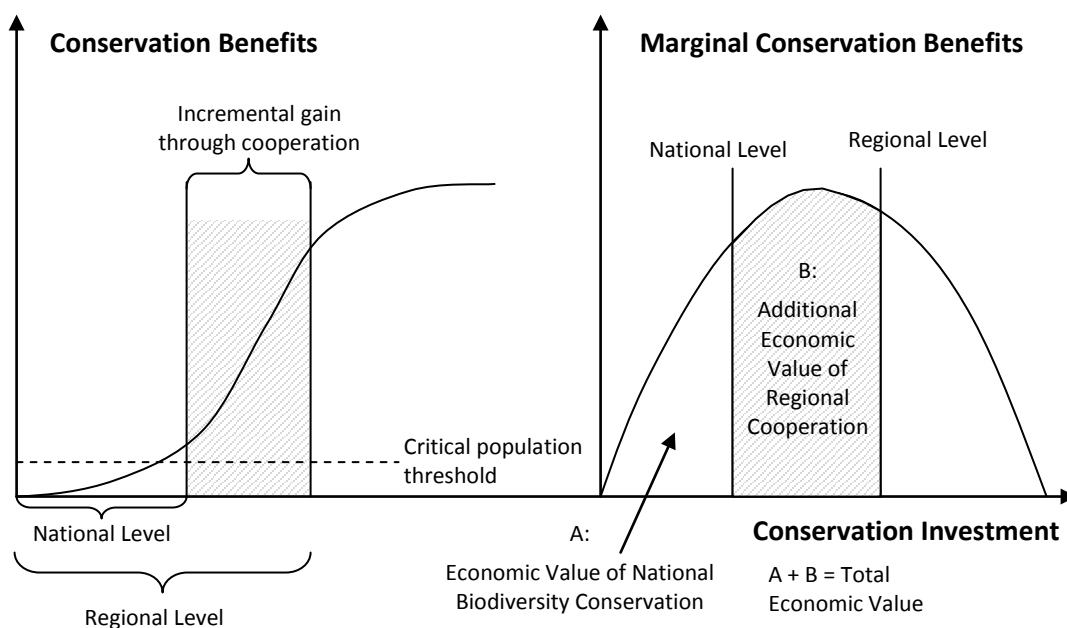 Conservation Benefits
Incremental gain
through cooperation
Critical population
threshold
National Level
Regional Level
Marginal Conservation Benefits
National Level
Regional Level
B:
Additional
Economic
Value of
Regional
Cooperation
A:
Economic Value of National
Biodiversity Conservation
Conservation Investment
A + B = Total
Economic Value